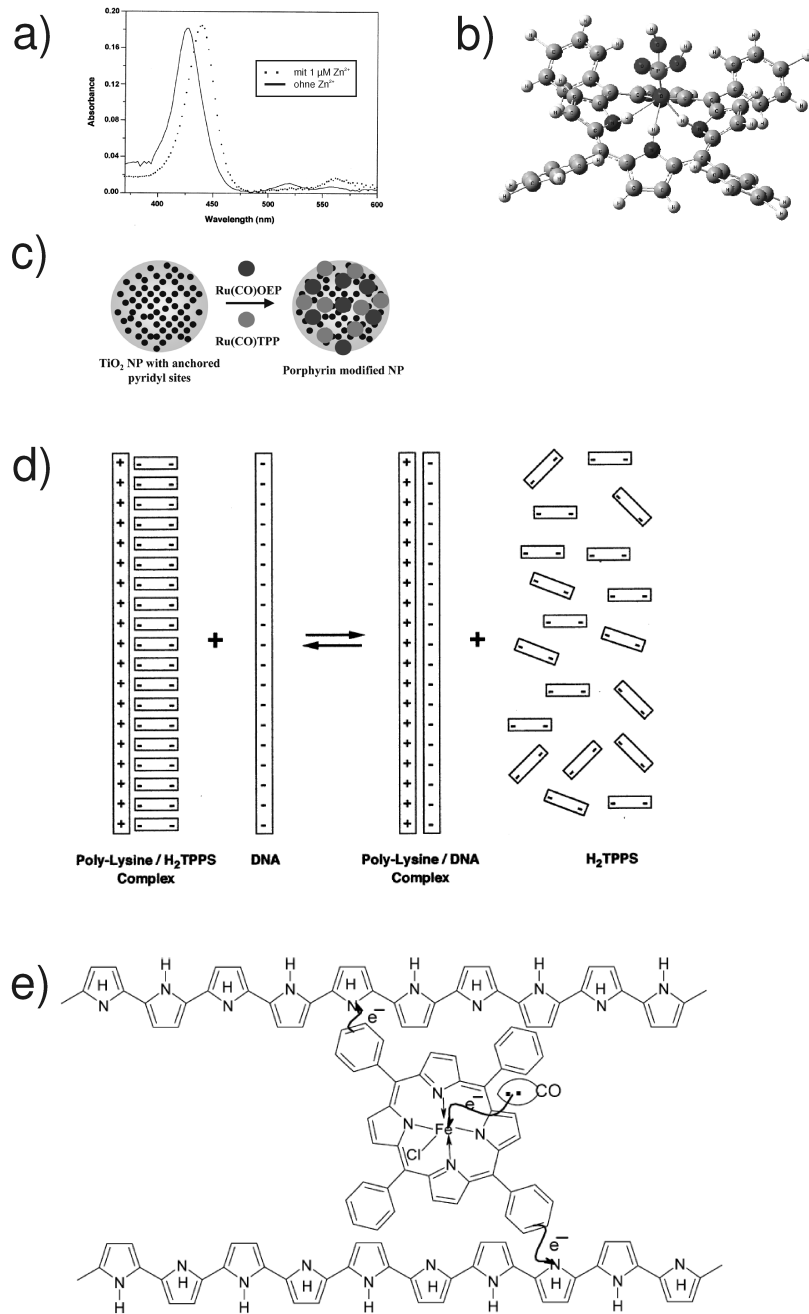 a)
0.20
0.16
0.12
0.08
0.04
0.00
Absorbance
mit 1 µM Zn²⁺
ohne Zn²⁺
400
450
500
550
600
Wavelength (nm)
b)
c)
Ru(CO)OEP
Ru(CO)TPP
TiO₂ NP with anchored
pyridyl sites
Porphyrin modified NP
d)
+
+
Poly-Lysine / H₂TPPS
Complex
DNA
Poly-Lysine / DNA
Complex
H₂TPPS
e)
H H H H H H H H H
N N N N N N N N N
e⁻
N
e⁻
CO
N Fe N
Cl
N
e⁻
N N N N N N N N N
H H H H H H H H H